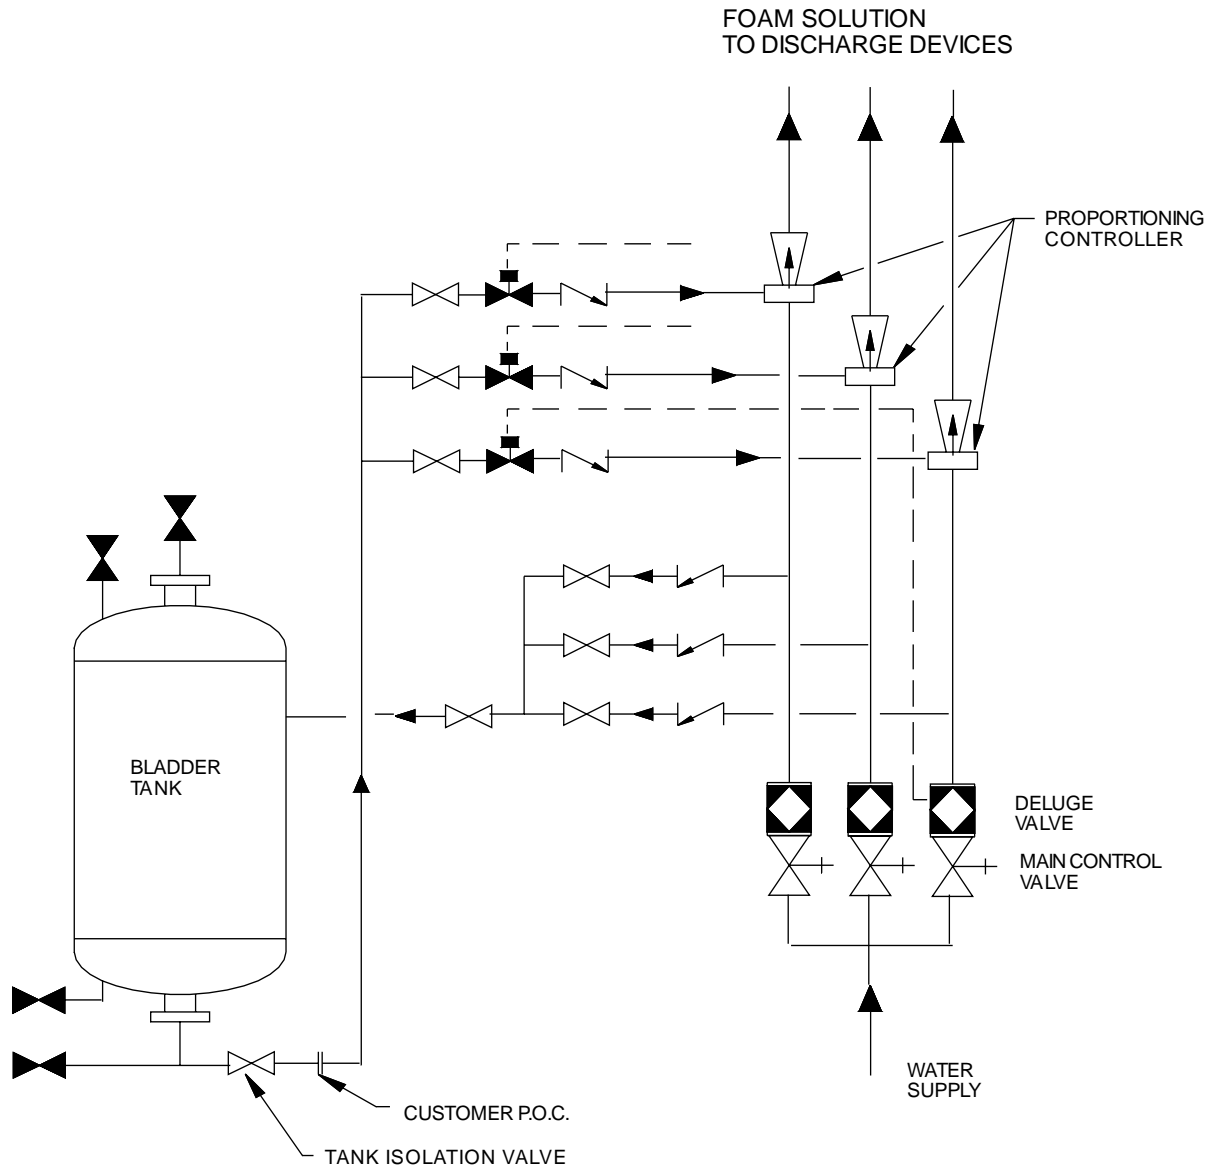 FOAM SOLUTION
TO DISCHARGE DEVICES
PROPORTIONING
CONTROLLER
BLADDER
TANK
DELUGE
VALVE
MAIN CONTROL
VALVE
WATER
SUPPLY
CUSTOMER P.O.C.
TANK ISOLATION VALVE